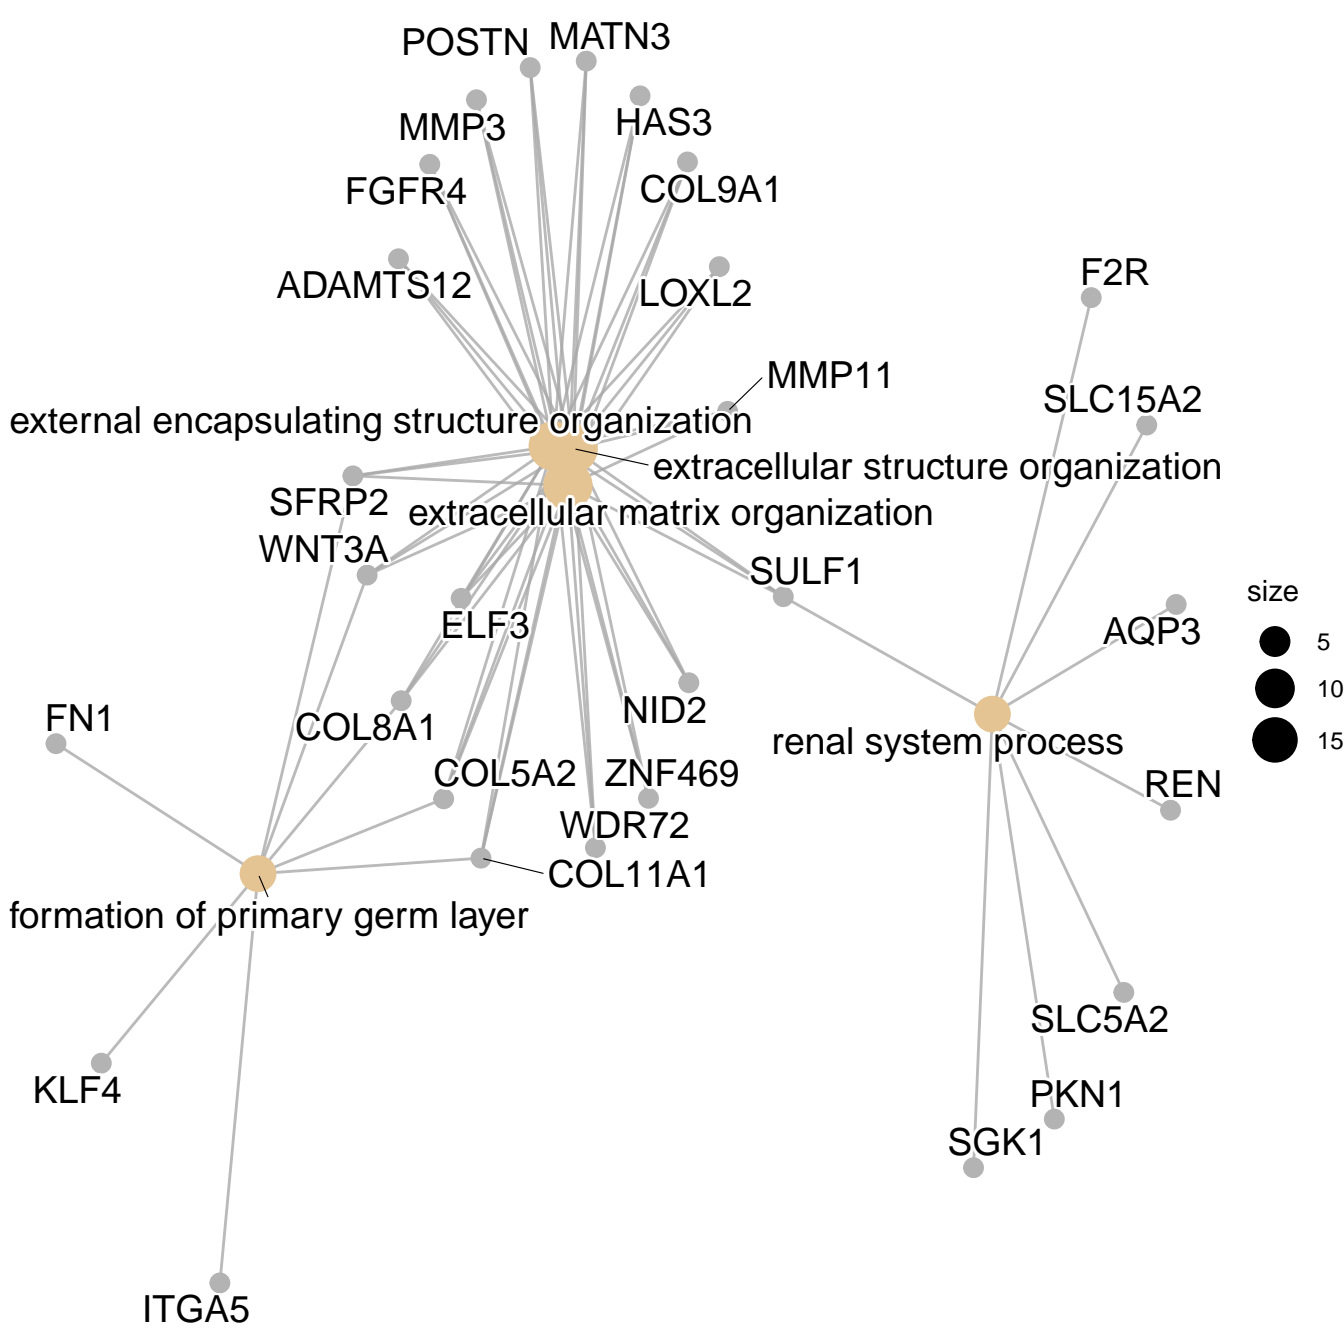 POSTN
MATN3
MMP3
HAS3
FGFR4
COL9A1
ADAMTS12
LOXL2
F2R
MMP11
SLC15A2
external encapsulating structure organization
extracellular structure organization
SFRP2
extracellular matrix organization
WNT3A
SULF1
size
ELF3
AQP3
5
10
15
NID2
FN1
COL8A1
renal system process
COL5A2
ZNF469
REN
WDR72
COL11A1
formation of primary germ layer
SLC5A2
KLF4
PKN1
SGK1
ITGA5